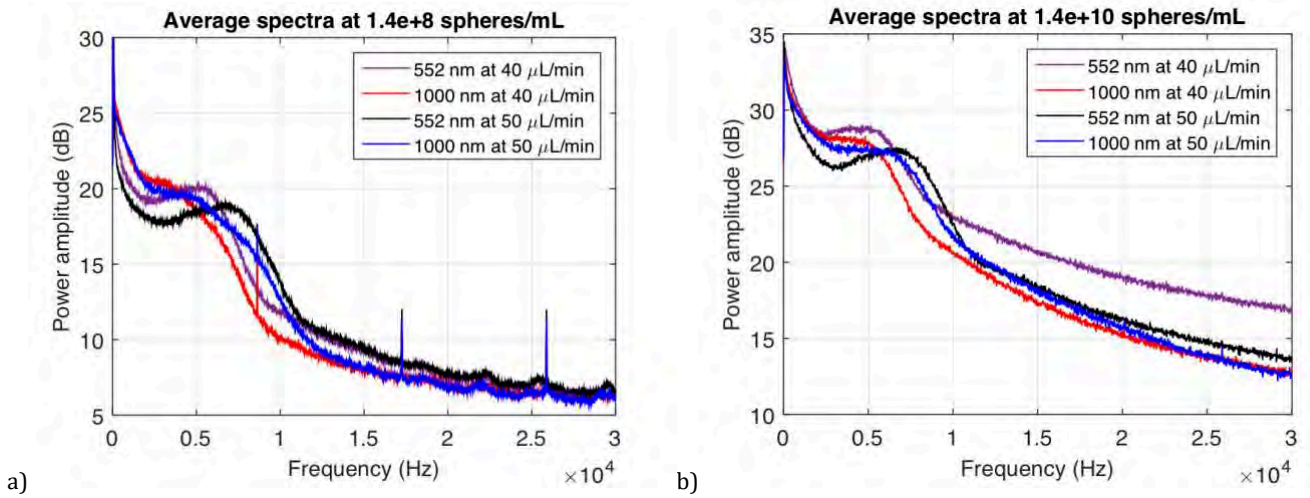 Average spectra at 1.4e+8 spheres/mL
30
25
20
15
10
5
Power amplitude (dB)
552 nm at 40 μL/min
1000 nm at 40 μL/min
552 nm at 50 μL/min
1000 nm at 50 μL/min
0 0.5 1 1.5 2 2.5 3
Frequency (Hz)
×10⁴
a)
Average spectra at 1.4e+10 spheres/mL
35
30
25
20
15
10
Power amplitude (dB)
552 nm at 40 μL/min
1000 nm at 40 μL/min
552 nm at 50 μL/min
1000 nm at 50 μL/min
0 0.5 1 1.5 2 2.5 3
Frequency (Hz)
×10⁴
b)